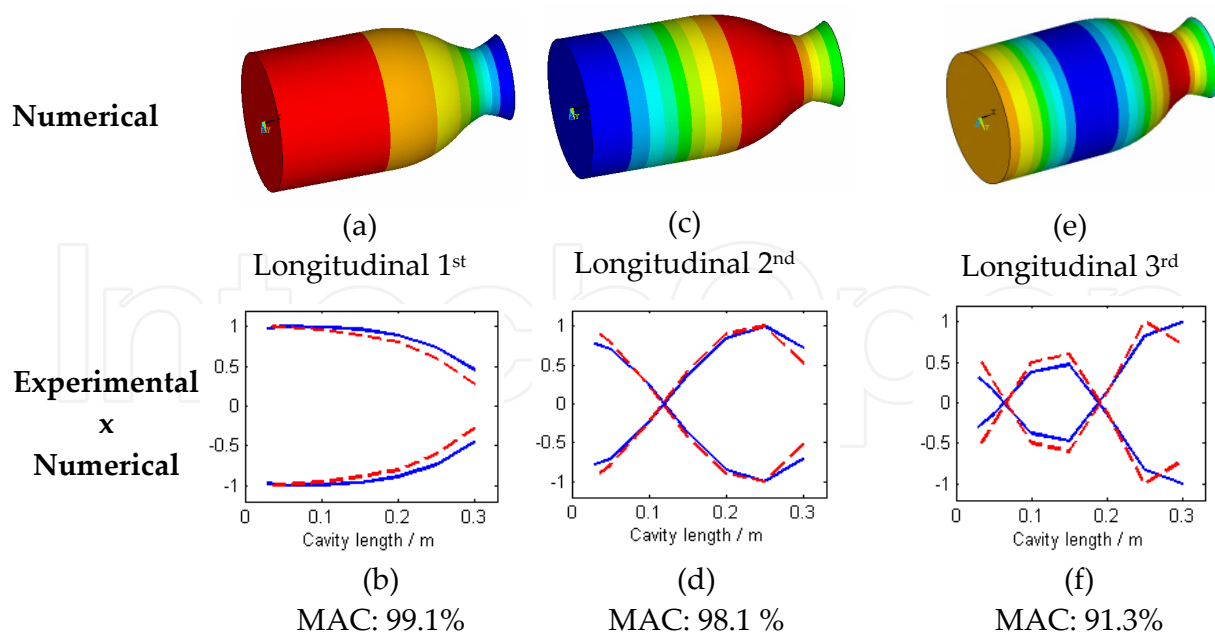 Numerical
(a)
(c)
(e)
Longitudinal 1st
Longitudinal 2nd
Longitudinal 3rd
IntechOpen
Experimental
x
Numerical
1
0.5
0
-0.5
-1
0 0.1 0.2 0.3
Cavity length / m
1
0.5
0
-0.5
-1
0 0.1 0.2 0.3
Cavity length / m
1
0.5
0
-0.5
-1
0 0.1 0.2 0.3
Cavity length / m
(b)
(d)
(f)
MAC: 99.1%
MAC: 98.1 %
MAC: 91.3%